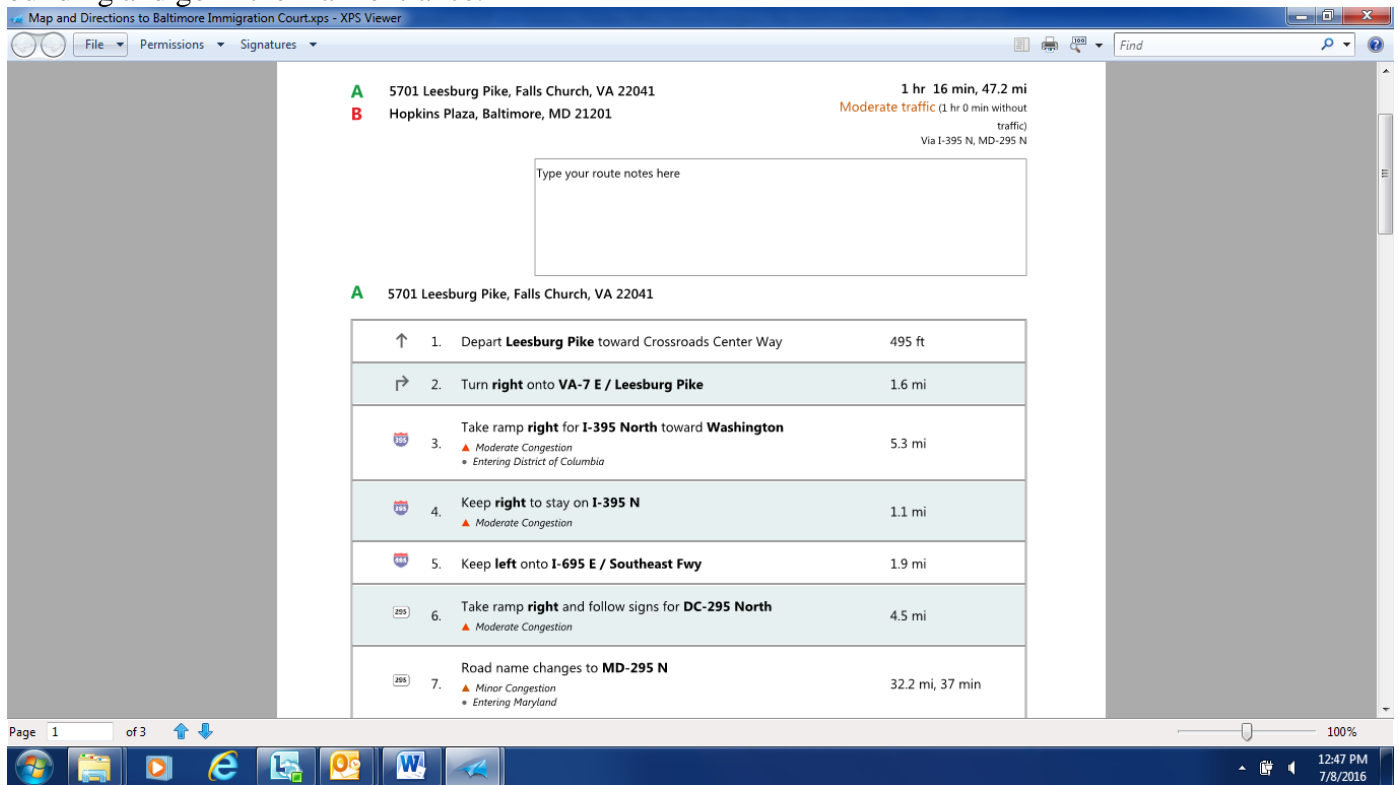 Map and Directions to Baltimore Immigration Court.xps - XPS Viewer
File Permissions Signatures Find
A 5701 Leesburg Pike, Falls Church, VA 22041 1 hr 16 min, 47.2 mi
B Hopkins Plaza, Baltimore, MD 21201 Moderate traffic (1 hr 0 min without
traffic)
Via I-395 N, MD-295 N
Type your route notes here
A 5701 Leesburg Pike, Falls Church, VA 22041
1. Depart Leesburg Pike toward Crossroads Center Way 495 ft
2. Turn right onto VA-7 E / Leesburg Pike 1.6 mi
Take ramp right for I-395 North toward Washington
395 3. Moderate Congestion 5.3 mi
Entering District of Columbia
Keep right to stay on I-395 N
395 4. 1.1 mi
Moderate Congestion
695 5. Keep left onto I-695 E / Southeast Fwy 1.9 mi
Take ramp right and follow signs for DC-295 North
295 6. 4.5 mi
Moderate Congestion
Road name changes to MD-295 N
295 7. Minor Congestion 32.2 mi, 37 min
Entering Maryland
Page 1 of 3 100%
12:47 PM
7/8/2016